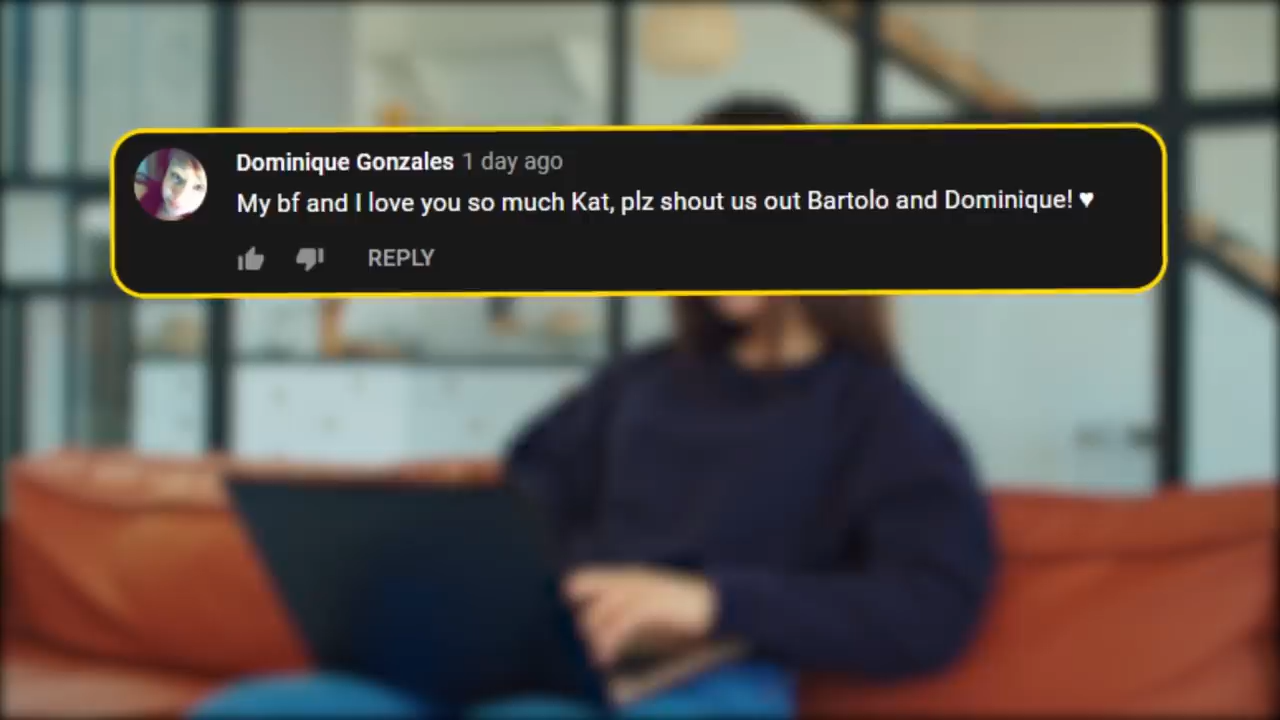 Dominique Gonzales 1 day ago
My bf and I love you so much Kat, plz shout us out Bartolo and Dominique! ♥
REPLY